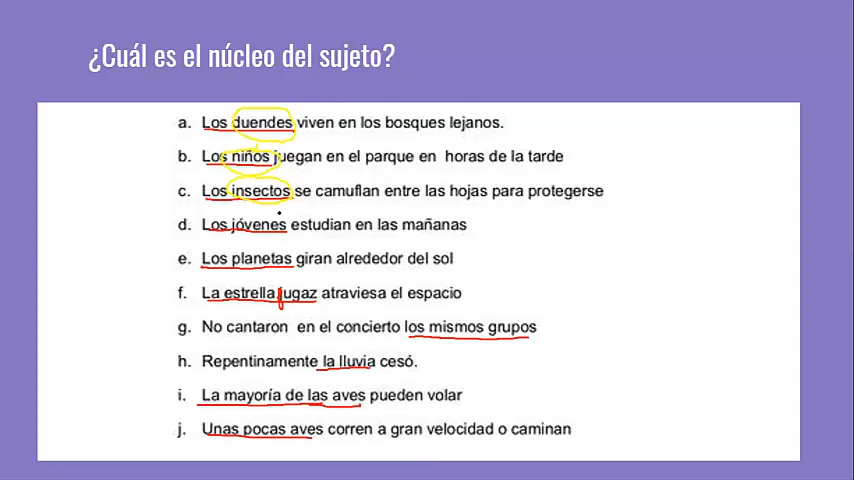 ¿Cuál es el núcleo del sujeto?
a. Los duendes viven en los bosques lejanos.
b. Los niños juegan en el parque en horas de la tarde
c. Los insectos se camuflan entre las hojas para protegerse
d. Los jóvenes estudian en las mañanas
e. Los planetas giran alrededor del sol
f. La estrella fugaz atraviesa el espacio
g. No cantaron en el concierto los mismos grupos
h. Repentinamente la lluvia cesó.
i. La mayoría de las aves pueden volar
j. Unas pocas aves corren a gran velocidad o caminan